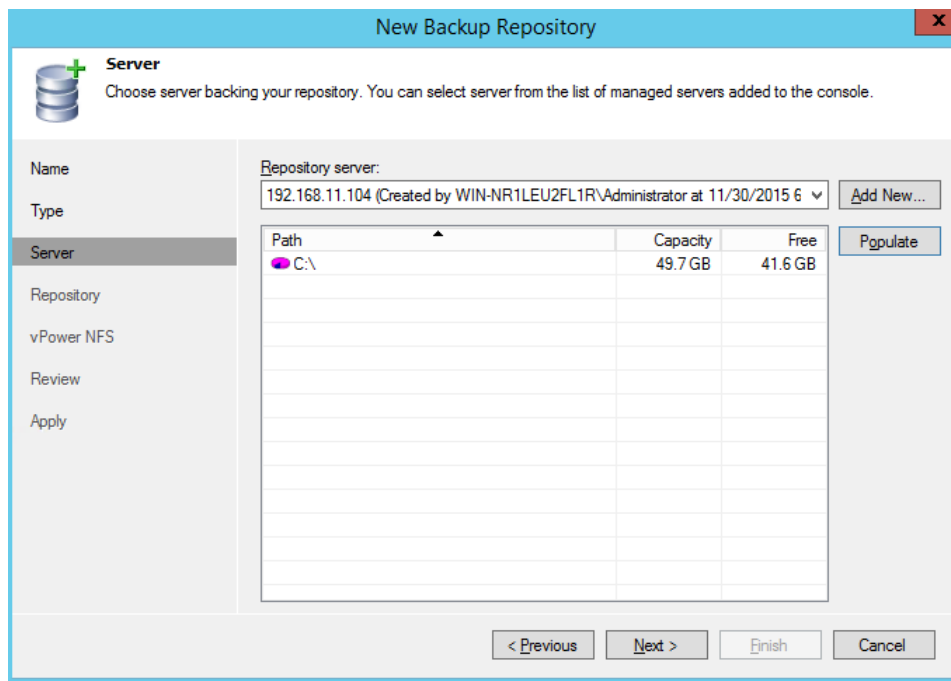 New Backup Repository
x
Server
Choose server backing your repository. You can select server from the list of managed servers added to the console.
Name
Type
Server
Repository
vPower NFS
Review
Apply
Repository server:
192.168.11.104 (Created by WIN-NR1LEU2FL1R\Administrator at 11/30/2015 6
Add New...
Path Capacity Free
C:\ 49.7 GB 41.6 GB
Populate
< Previous Next > Finish Cancel